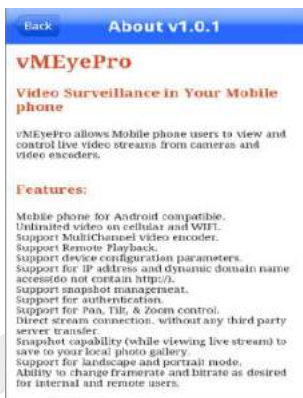 Back
About v1.0.1
vMEyePro
Video Surveillance in Your Mobile
phone
vMEyePro allows Mobile phone users to view and
control live video streams from cameras and
video encoders.
Features:
Mobile phone for Android compatible.
Unlimited video on cellular and WIFI.
Support MultiChannel video encoder.
Support Remote Playback.
Support device configuration parameters.
Support for IP address and dynamic domain name
access(do not contain http://).
Support snapshot management.
Support for authentication.
Support for Pan, Tilt, & Zoom control.
Direct stream connection, without any third party
server transfer.
Snapshot capability (while viewing live stream) to
save to your local photo gallery.
Support for landscape and portrait mode.
Ability to change framerate and bitrate as desired
for internal and remote users.